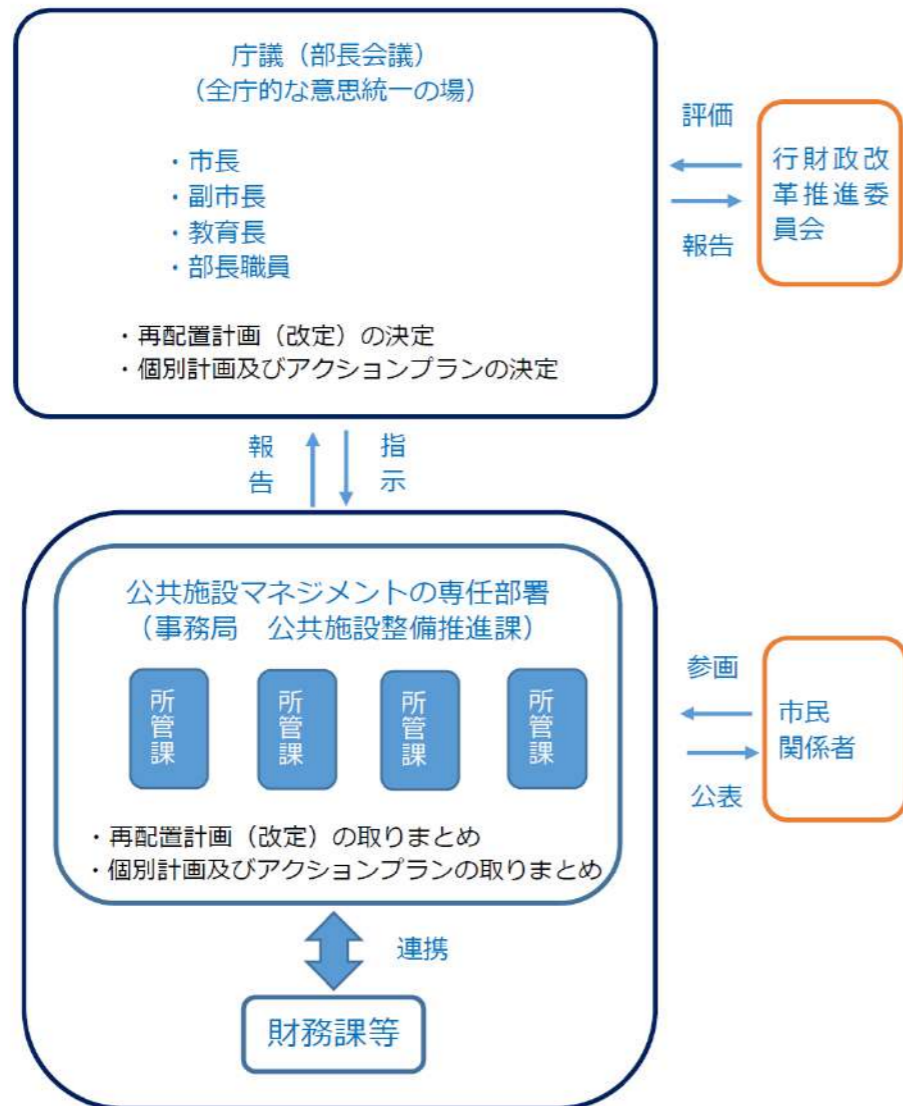 庁議（部長会議）
（全庁的な意思統一の場）
・市長
・副市長
・教育長
・部長職員
・再配置計画（改定）の決定
・個別計画及びアクションプランの決定
評価
報告
行財政改
革推進委
員会
報告
指示
公共施設マネジメントの専任部署
（事務局　公共施設整備推進課）
所管課
所管課
所管課
所管課
・再配置計画（改定）の取りまとめ
・個別計画及びアクションプランの取りまとめ
参画
公表
市民
関係者
連携
財務課等